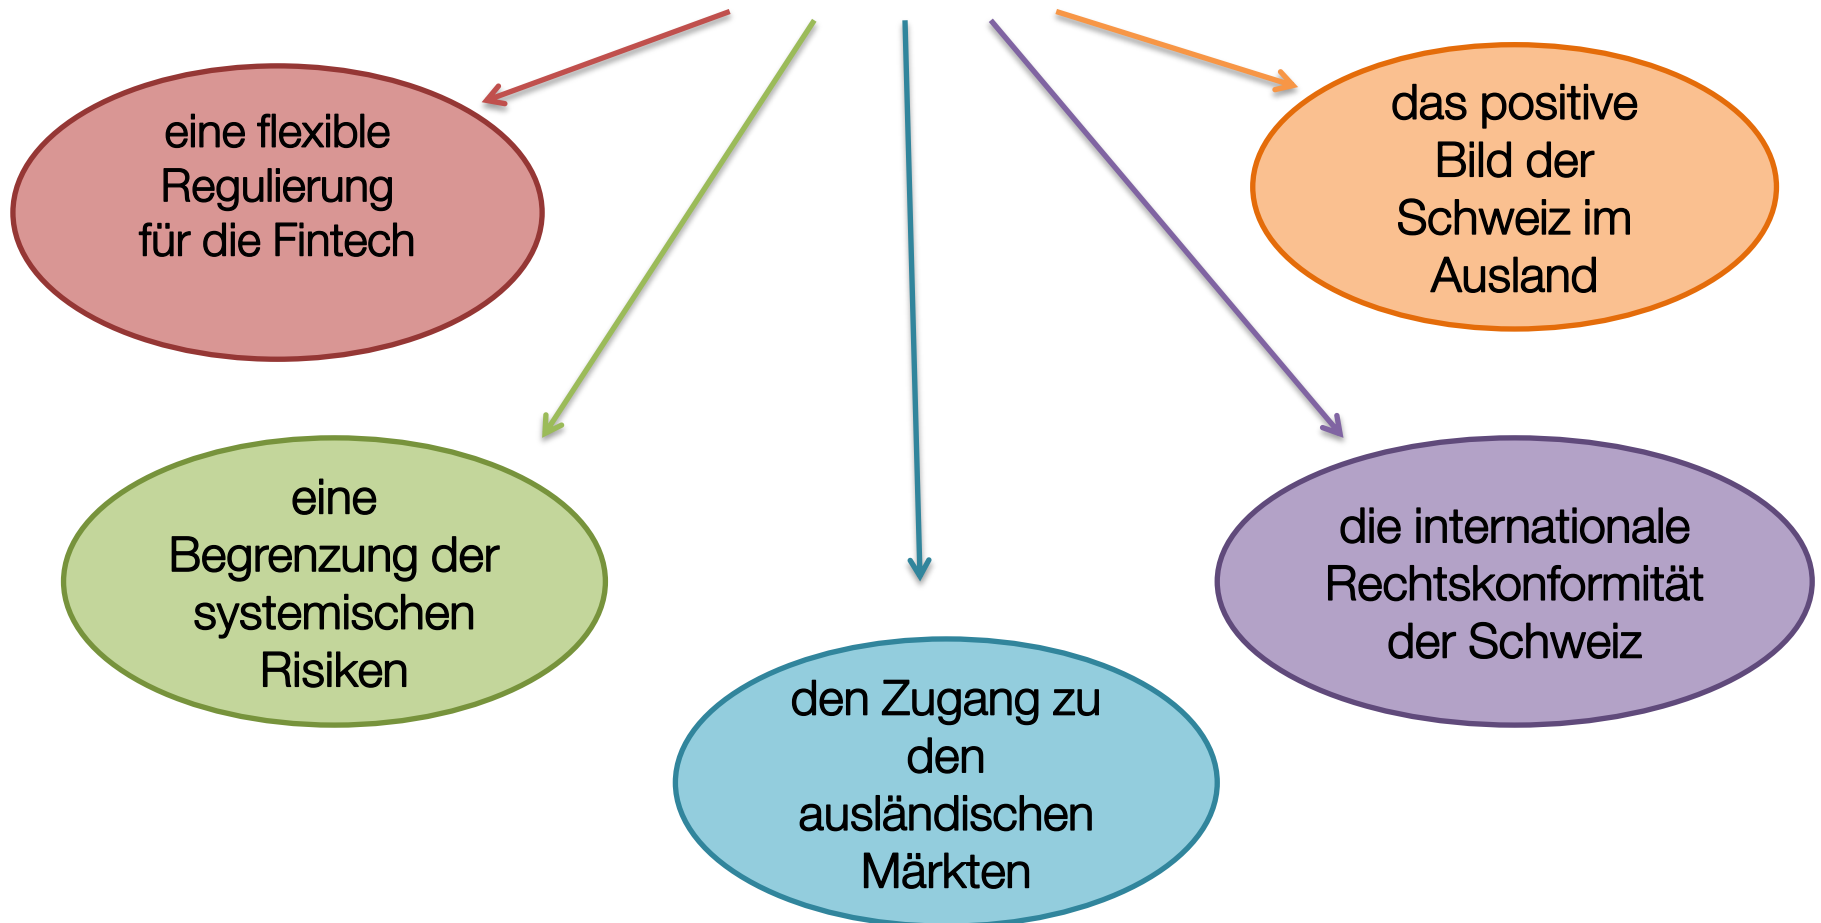 eine flexible
Regulierung
für die Fintech
das positive
Bild der
Schweiz im
Ausland
eine
Begrenzung der
systemischen
Risiken
die internationale
Rechtskonformität
der Schweiz
den Zugang zu
den
ausländischen
Märkten